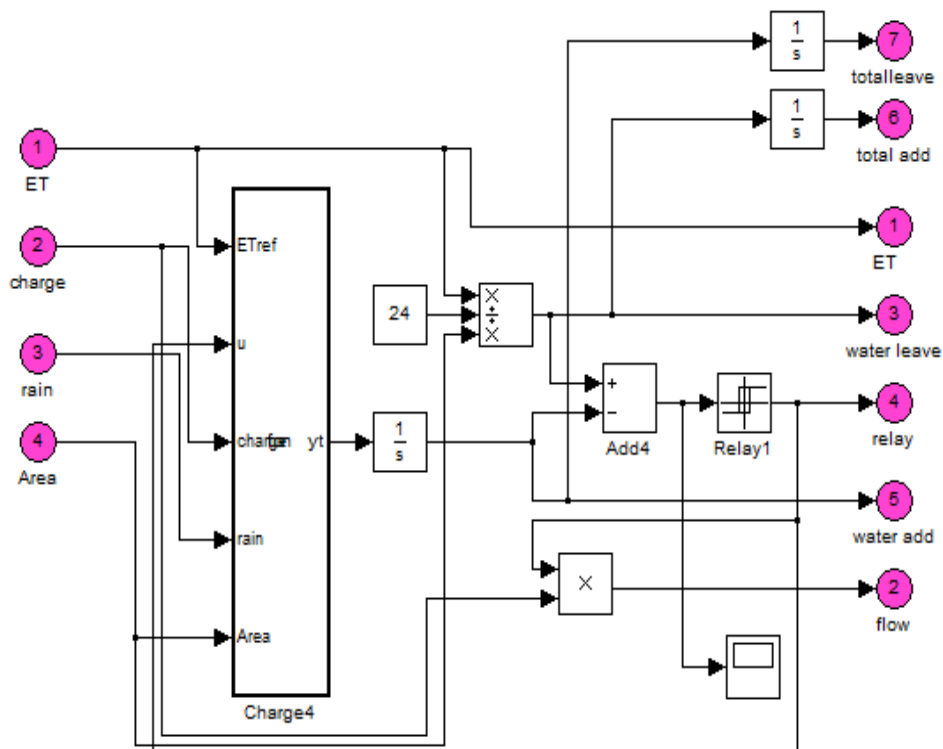 7
1
s
totalleave
1
s
6
total add
1
ET
ETref
1
ET
2
charge
24
×
÷
×
3
water leave
u
3
rain
+
−
Add4
Relay1
4
relay
4
Area
yt
1
s
5
water add
rain
×
2
flow
Area
Charge4